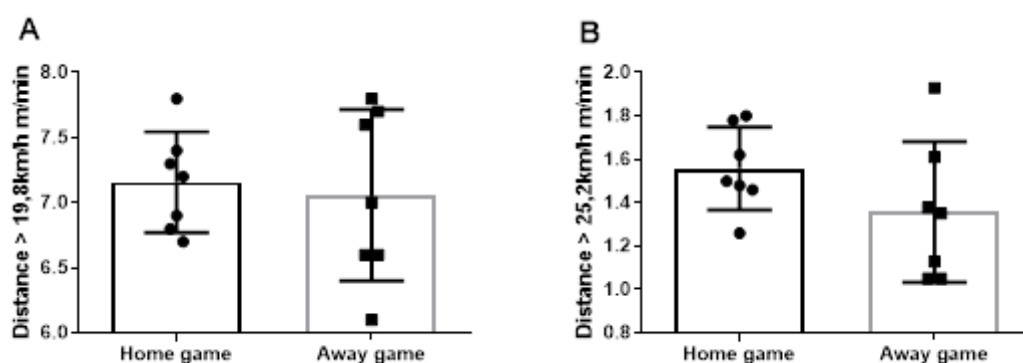 A
Distance > 19,8km/h m/min
8.0
7.5
7.0
6.5
6.0
Home game
Away game
B
Distance > 25,2km/h m/min
2.0
1.8
1.6
1.4
1.2
1.0
0.8
Home game
Away game